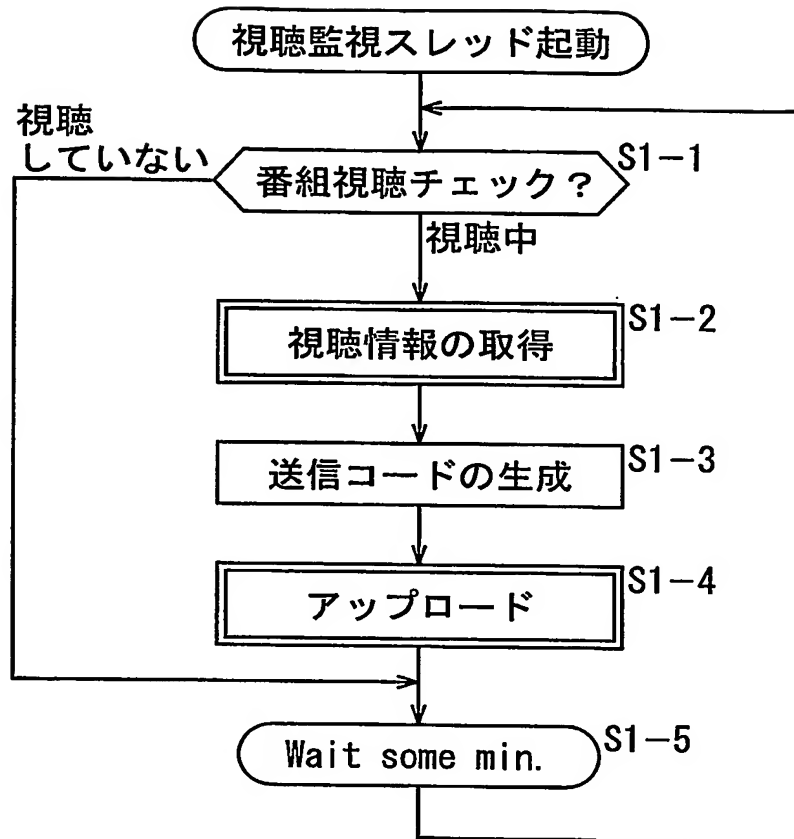 視聴監視スレッド起動
視聴
していない
番組視聴チェック？
S1-1
視聴中
視聴情報の取得
S1-2
送信コードの生成
S1-3
アップロード
S1-4
Wait some min.
S1-5